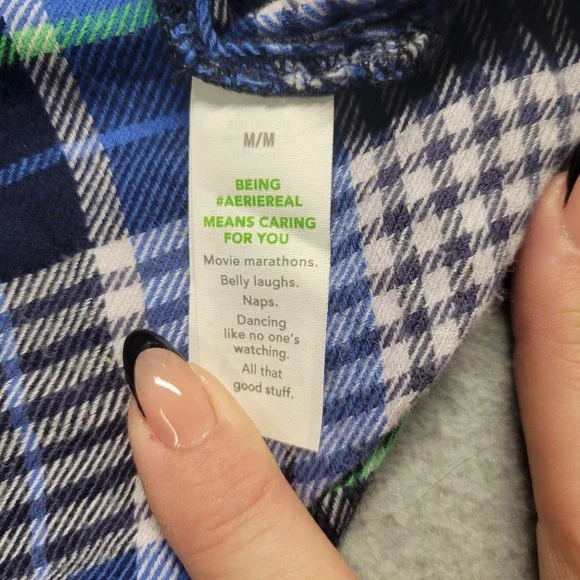 M/M
BEING
#AERIEREAL
MEANS CARING
FOR YOU
Movie marathons.
Belly laughs.
Naps.
Dancing
like no one's
watching.
All that
good stuff.